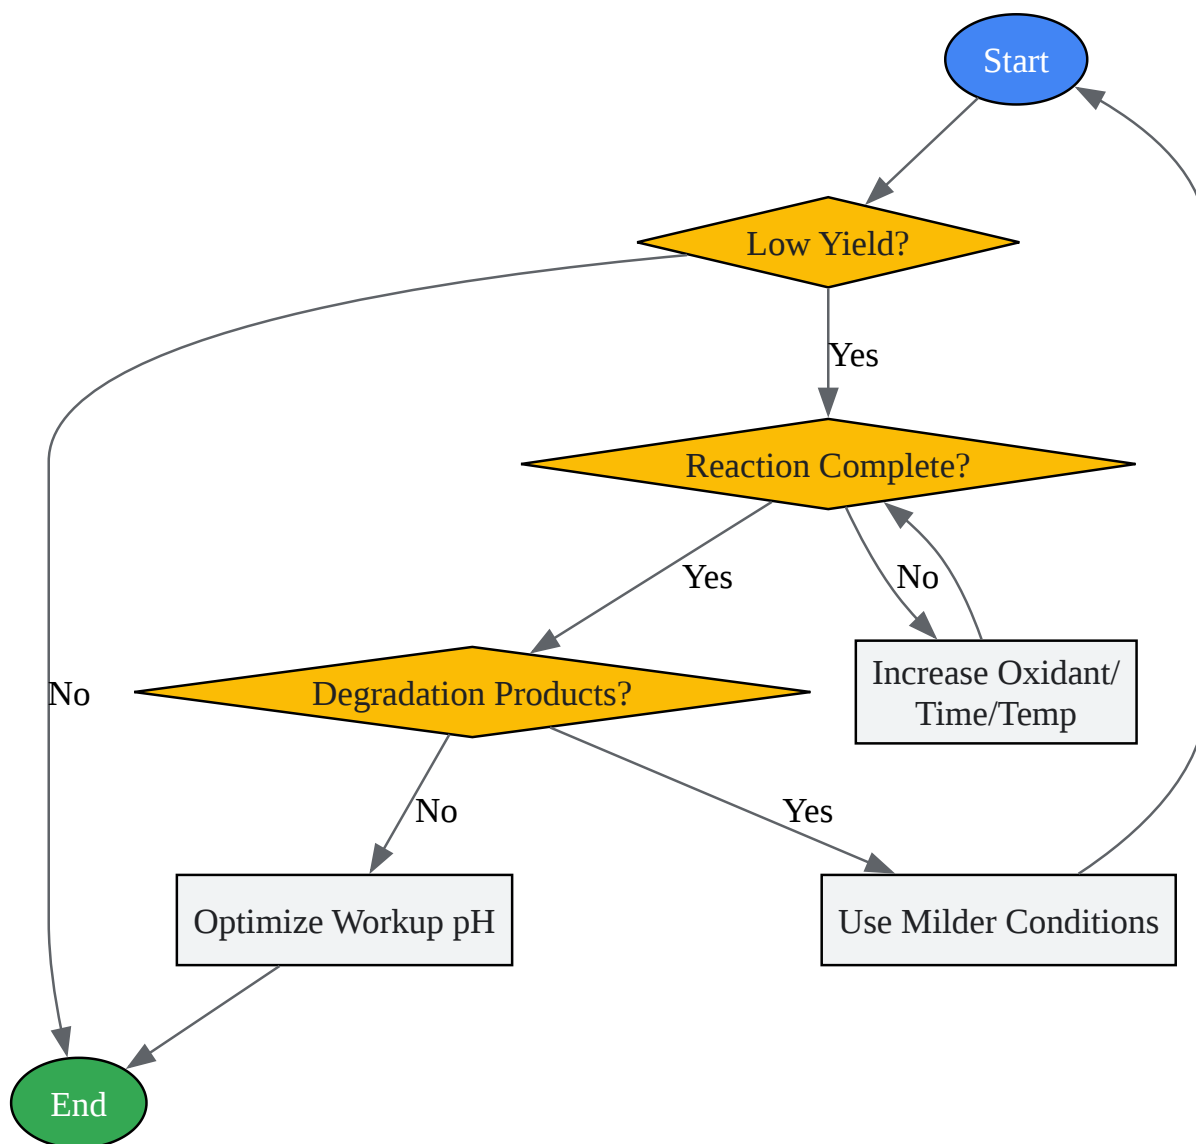 Start
Low Yield?
Yes
Reaction Complete?
Yes
No
Increase Oxidant/
Time/Temp
Degradation Products?
No
No
Yes
Optimize Workup pH
Use Milder Conditions
End